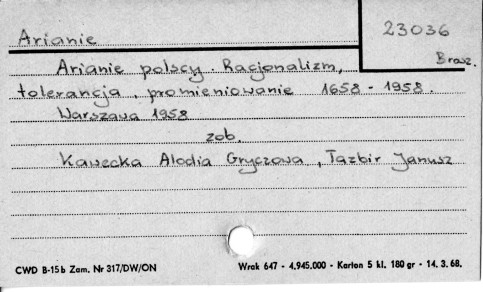 Arianie
23036
Brosz.
Arianie polscy. Racjonalizm,
tolerancja, promieniowanie 1658 - 1958.
Warszawa 1958
zob.
Kawecka Alodia Gryczowa, Tazbir Janusz
CWD B-15b Zam. Nr 317/DW/ON
Wrak 647 - 4.945.000 - Karton 5 kl. 180 gr - 14. 3. 68.